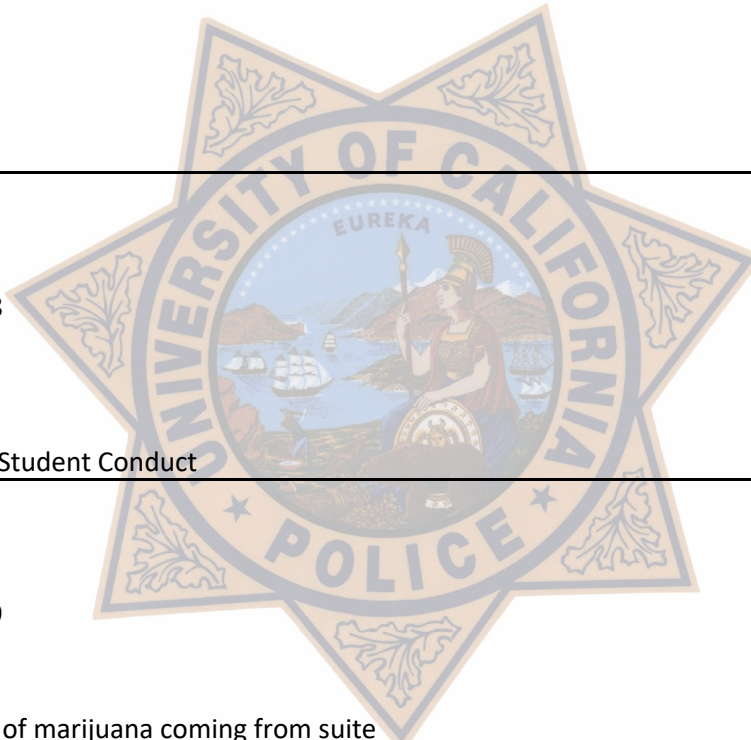 UNIVERSITY OF CALIFORNIA
EUREKA
Student Conduct
POLICE
of marijuana coming from suite